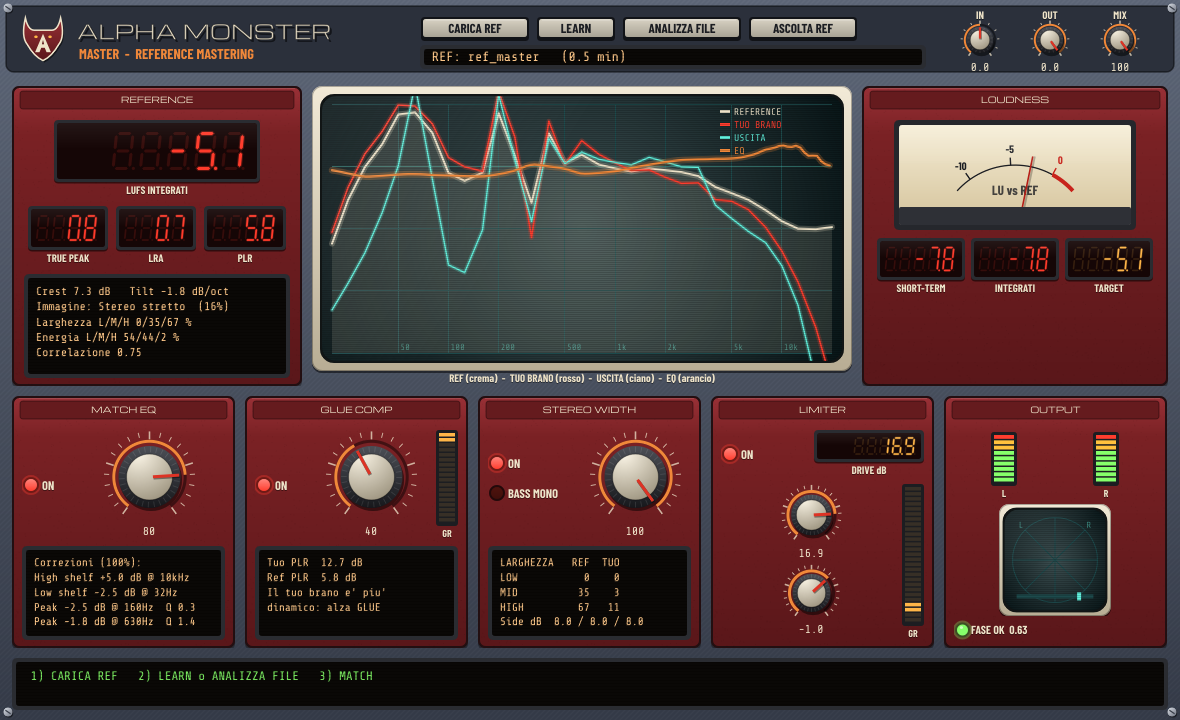 ALPHA MONSTER
MASTER - REFERENCE MASTERING
CARICA REF
LEARN
ANALIZZA FILE
ASCOLTA REF
REF: ref_master (0.5 min)
IN
OUT
MIX
0.0
0.0
100
REFERENCE
-5.1
LUFS INTEGRATI
0.8
0.7
5.8
TRUE PEAK
LRA
PLR
Crest 7.3 dB Tilt -1.8 dB/oct
Immagine: Stereo stretto (16%)
Larghezza L/M/H 0/35/67 %
Energia L/M/H 54/44/2 %
Correlazione 0.75
REFERENCE
TUO BRANO
USCITA
EQ
50
100
200
500
1k
2k
5k
10k
REF (crema) - TUO BRANO (rosso) - USCITA (ciano) - EQ (arancio)
LOUDNESS
-10
-5
0
LU vs REF
-7.8
-7.8
-5.1
SHORT-TERM
INTEGRATI
TARGET
MATCH EQ
ON
80
Correzioni (100%):
High shelf +5.0 dB @ 10kHz
Low shelf -2.5 dB @ 32Hz
Peak -2.5 dB @ 160Hz Q 0.3
Peak -1.8 dB @ 630Hz Q 1.4
GLUE COMP
ON
40
GR
Tuo PLR 12.7 dB
Ref PLR 5.8 dB
Il tuo brano e' piu'
dinamico: alza GLUE
STEREO WIDTH
ON
BASS MONO
100
LARGHEZZA REF TUO
LOW 0 0
MID 35 3
HIGH 67 11
Side dB 8.0 / 8.0 / 8.0
LIMITER
ON
16.9
DRIVE dB
16.9
-1.0
GR
OUTPUT
L
R
L
R
FASE OK 0.63
1) CARICA REF 2) LEARN o ANALIZZA FILE 3) MATCH